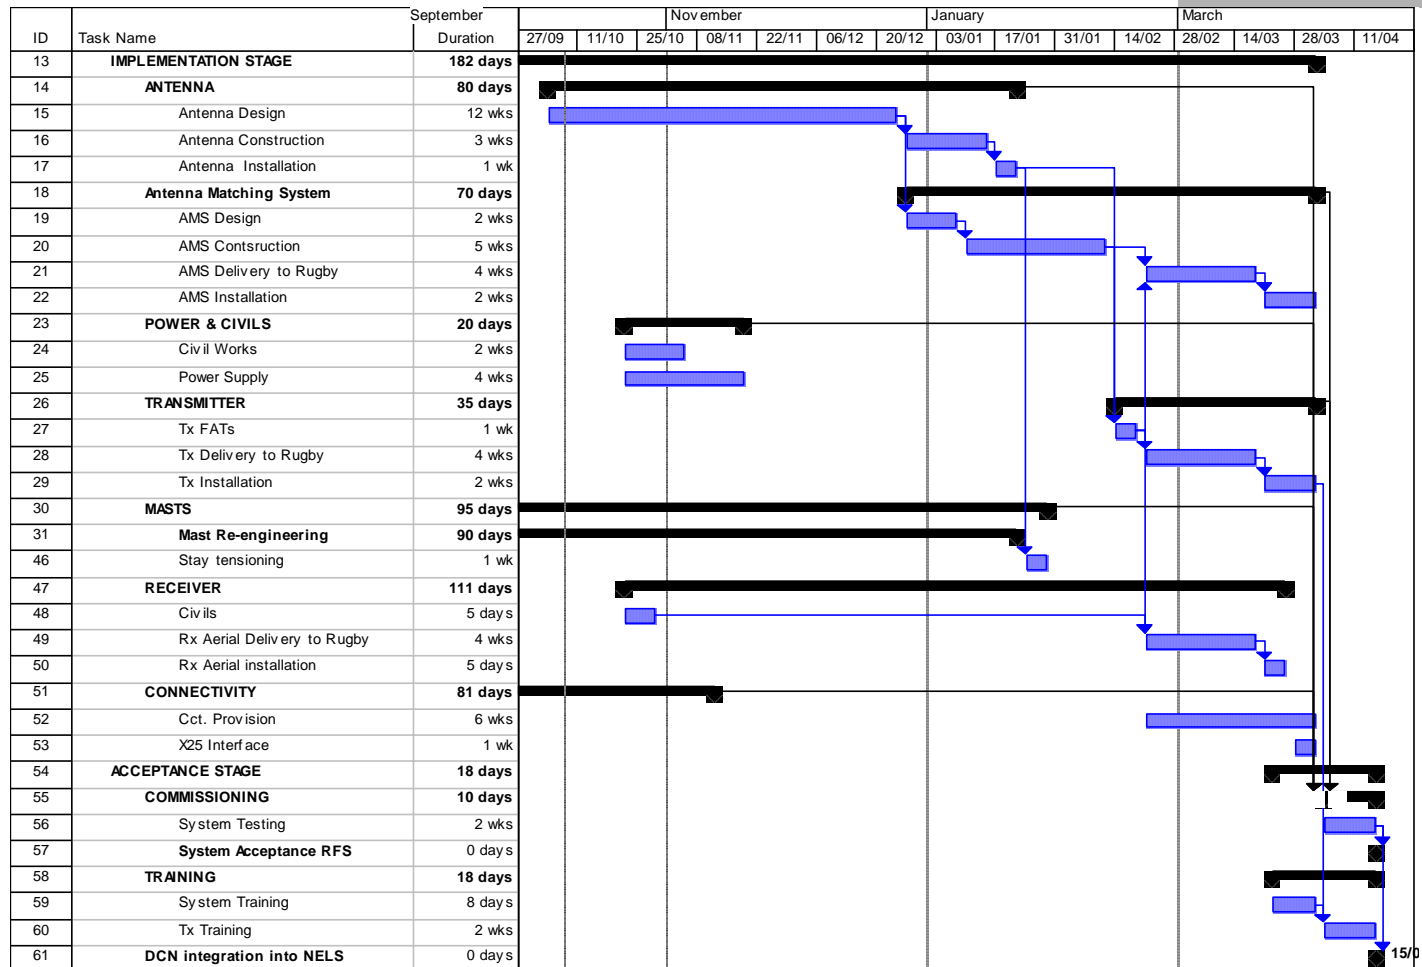 September November January March
ID Task Name Duration 27/09 11/10 25/10 08/11 22/11 06/12 20/12 03/01 17/01 31/01 14/02 28/02 14/03 28/03 11/04
13 IMPLEMENTATION STAGE 182 days
14 ANTENNA 80 days
15 Antenna Design 12 wks
16 Antenna Construction 3 wks
17 Antenna Installation 1 wk
18 Antenna Matching System 70 days
19 AMS Design 2 wks
20 AMS Contsruction 5 wks
21 AMS Delivery to Rugby 4 wks
22 AMS Installation 2 wks
23 POWER & CIVILS 20 days
24 Civil Works 2 wks
25 Power Supply 4 wks
26 TRANSMITTER 35 days
27 Tx FATs 1 wk
28 Tx Delivery to Rugby 4 wks
29 Tx Installation 2 wks
30 MASTS 95 days
31 Mast Re-engineering 90 days
46 Stay tensioning 1 wk
47 RECEIVER 111 days
48 Civils 5 days
49 Rx Aerial Delivery to Rugby 4 wks
50 Rx Aerial installation 5 days
51 CONNECTIVITY 81 days
52 Cct. Provision 6 wks
53 X25 Interface 1 wk
54 ACCEPTANCE STAGE 18 days
55 COMMISSIONING 10 days
56 System Testing 2 wks
57 System Acceptance RFS 0 days
58 TRAINING 18 days
59 System Training 8 days
60 Tx Training 2 wks
61 DCN integration into NELS 0 days